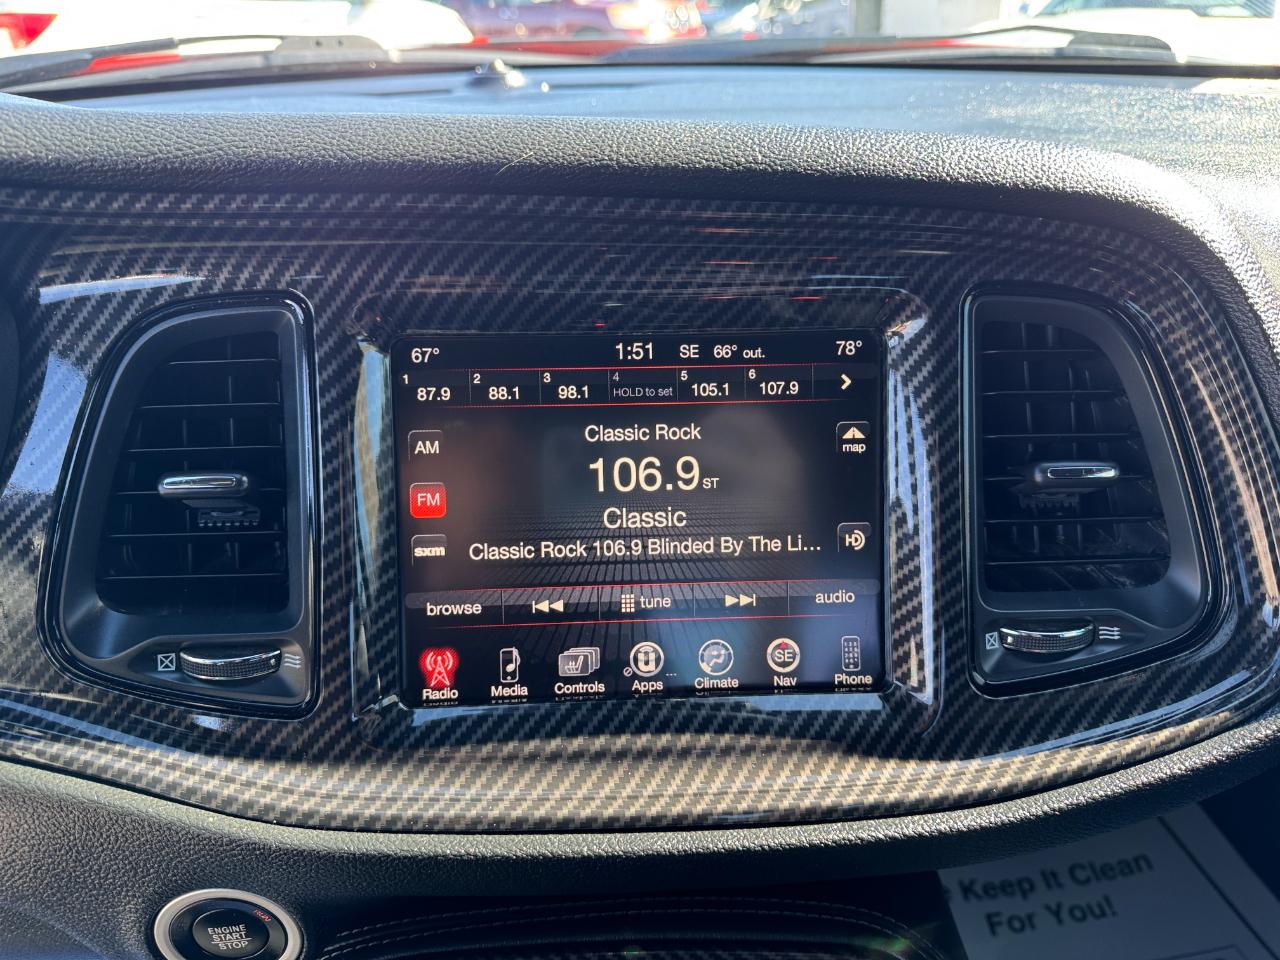 67° 1:51 SE 66° out. 78°
1 87.9 2 88.1 3 98.1 4 HOLD to set 5 105.1 6 107.9
AM Classic Rock map
106.9 ST
FM
Classic
sxm Classic Rock 106.9 Blinded By The Li... HD
browse tune audio
Radio Media Controls Apps Climate SE Nav Phone
RUN
ENGINE
START
STOP
Keep It Clean
For You!